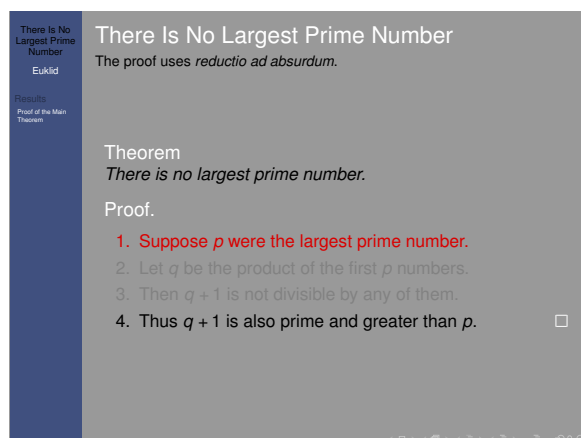 There Is No
Largest Prime
Number
Euklid
Results
Proof of the Main
Theorem
There Is No Largest Prime Number
The proof uses reductio ad absurdum.
Theorem
There is no largest prime number.
Proof.
1. Suppose p were the largest prime number.
2. Let q be the product of the first p numbers.
3. Then q + 1 is not divisible by any of them.
4. Thus q + 1 is also prime and greater than p.